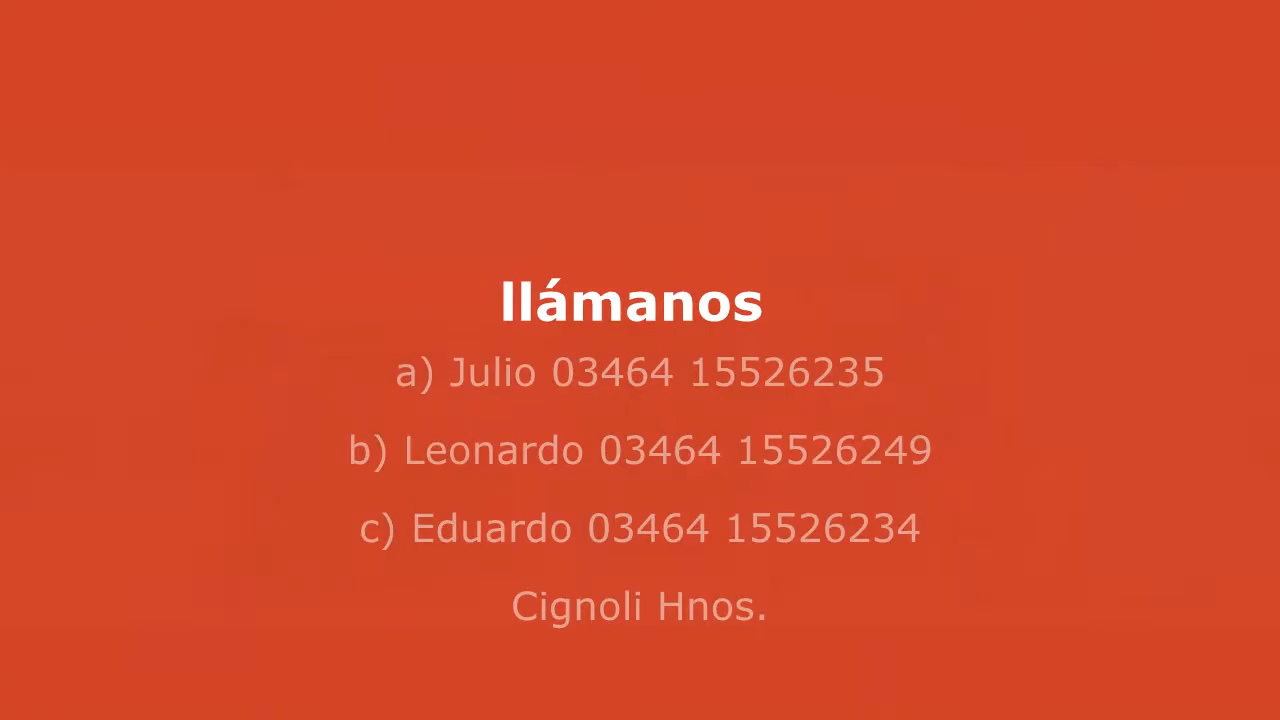 llámanos
a) Julio 03464 15526235
b) Leonardo 03464 15526249
c) Eduardo 03464 15526234
Cignoli Hnos.